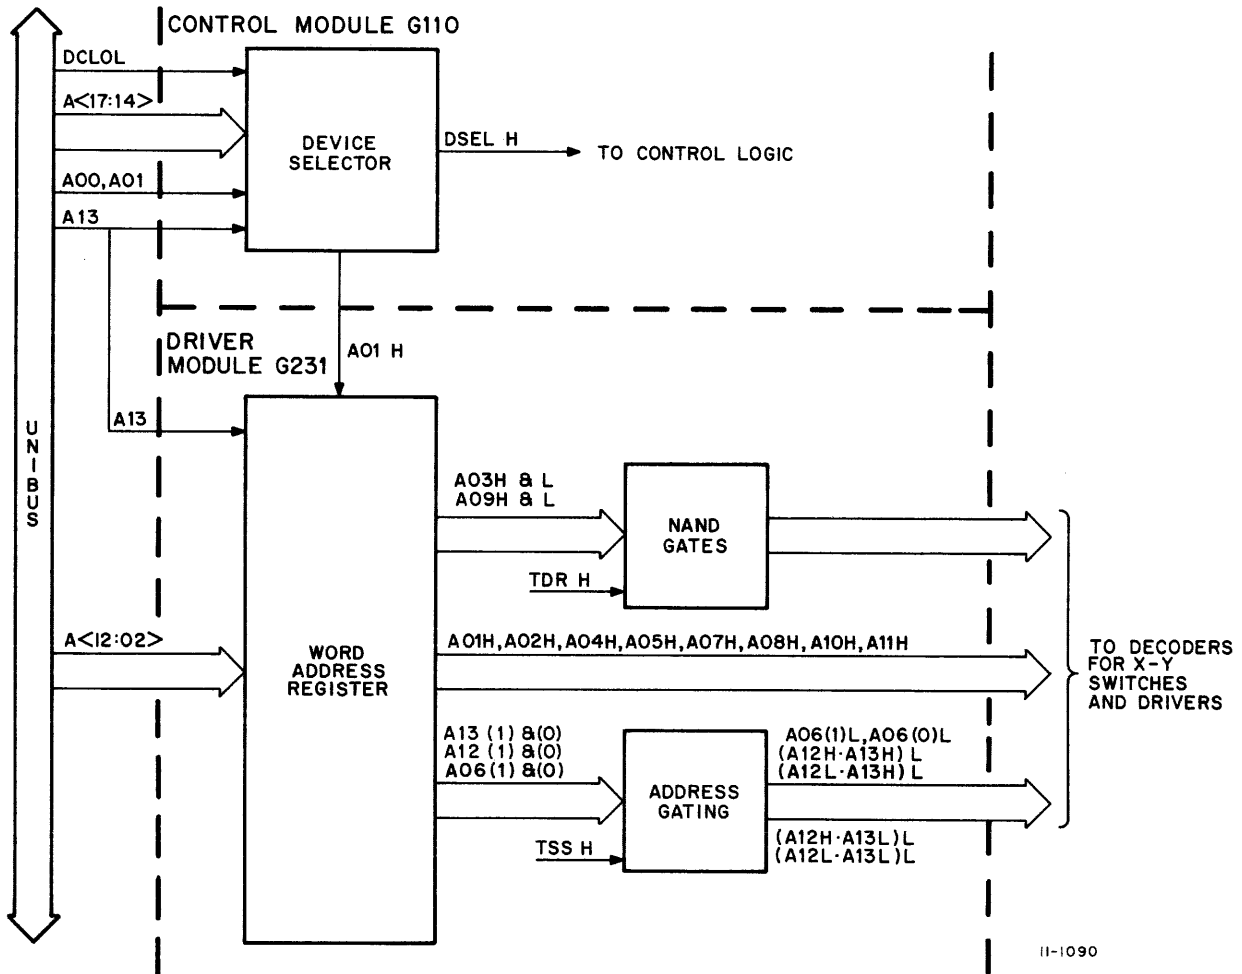 CONTROL MODULE G110
DCLOL
A<17:14>
DEVICE
SELECTOR
DSEL H
TO CONTROL LOGIC
A00,A01
A13
DRIVER
MODULE G231
A01 H
A13
UNIBUS
A03H & L
A09H & L
NAND
GATES
TDR H
A<12:02>
WORD
ADDRESS
REGISTER
A01H,A02H,A04H,A05H,A07H,A08H,A10H,A11H
TO DECODERS
FOR X-Y
SWITCHES
AND DRIVERS
A13 (1) &(0)
A12 (1) &(0)
A06(1) &(0)
ADDRESS
GATING
A06(1)L,A06(0)L
(A12H·A13H) L
(A12L·A13H) L
TSS H
(A12H·A13L)L
(A12L·A13L)L
11-1090